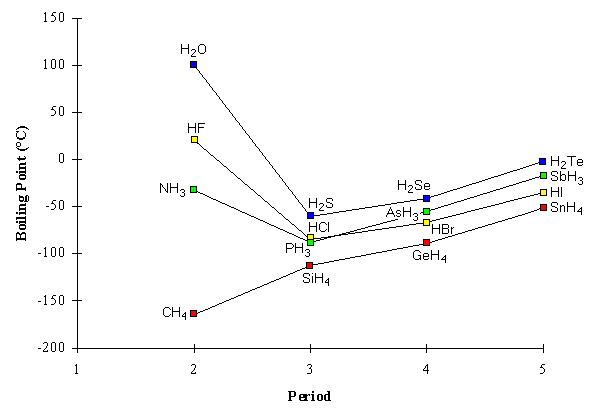 150
100
50
0
-50
-100
-150
-200
Boiling Point (°C)
1
2
3
4
5
Period
H2O
HF
NH3
CH4
H2S
HCl
PH3
SiH4
H2Se
AsH3
HBr
GeH4
H2Te
SbH3
HI
SnH4